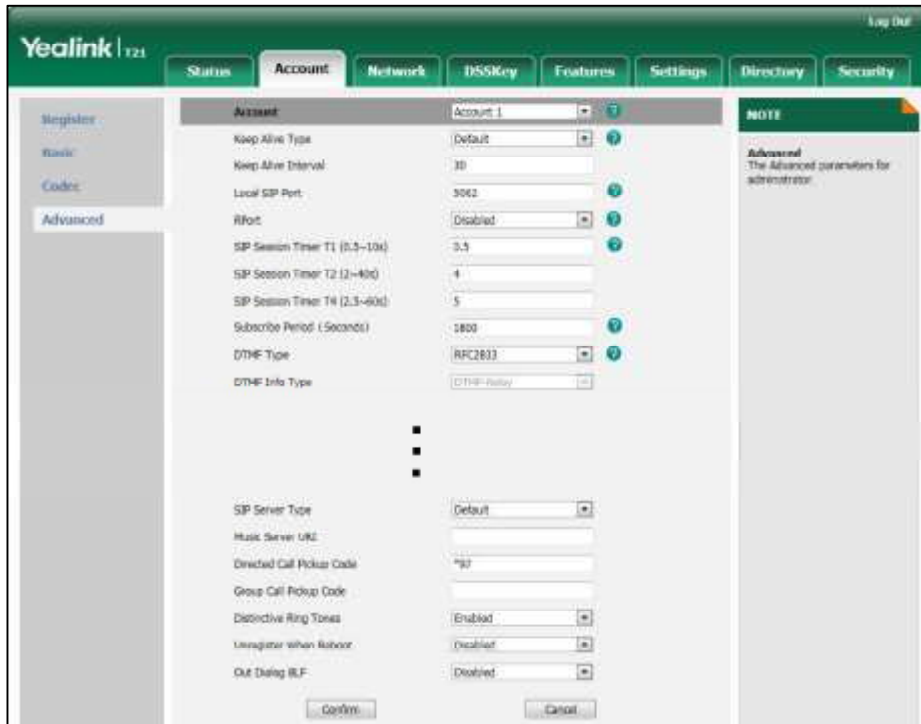 Log Out
Yealink T21
Status Account Network DSSKey Features Settings Directory Security
Register
Basic
Codec
Advanced
Account Account 1
Keep Alive Type Default
Keep Alive Interval 30
Local SIP Port 5062
RPort Disabled
SIP Session Timer T1 (0.5~10s) 0.5
SIP Session Timer T2 (2~40s) 4
SIP Session Timer T4 (2.5~60s) 5
Subscribe Period (Seconds) 1800
DTMF Type RFC2833
DTMF Info Type DTMF-Relay
SIP Server Type Default
Music Server URI
Directed Call Pickup Code *97
Group Call Pickup Code
Distinctive Ring Tones Enabled
Unregister When Reboot Disabled
Out Dialog BLF Disabled
Confirm Cancel
NOTE
Advanced
The Advanced parameters for
administrator.